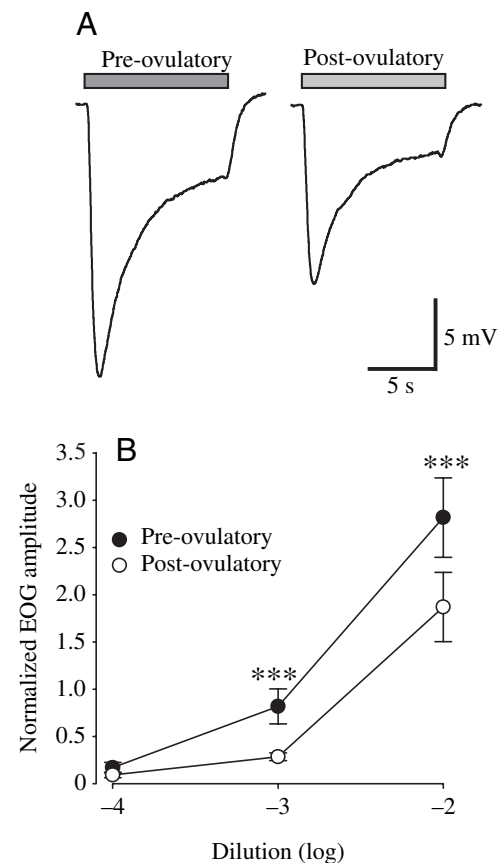 A
Pre-ovulatory
Post-ovulatory
5 mV
5 s
B
3.5
3.0
2.5
2.0
1.5
1.0
0.5
0
Normalized EOG amplitude
Pre-ovulatory
Post-ovulatory
***
***
–4
–3
–2
Dilution (log)